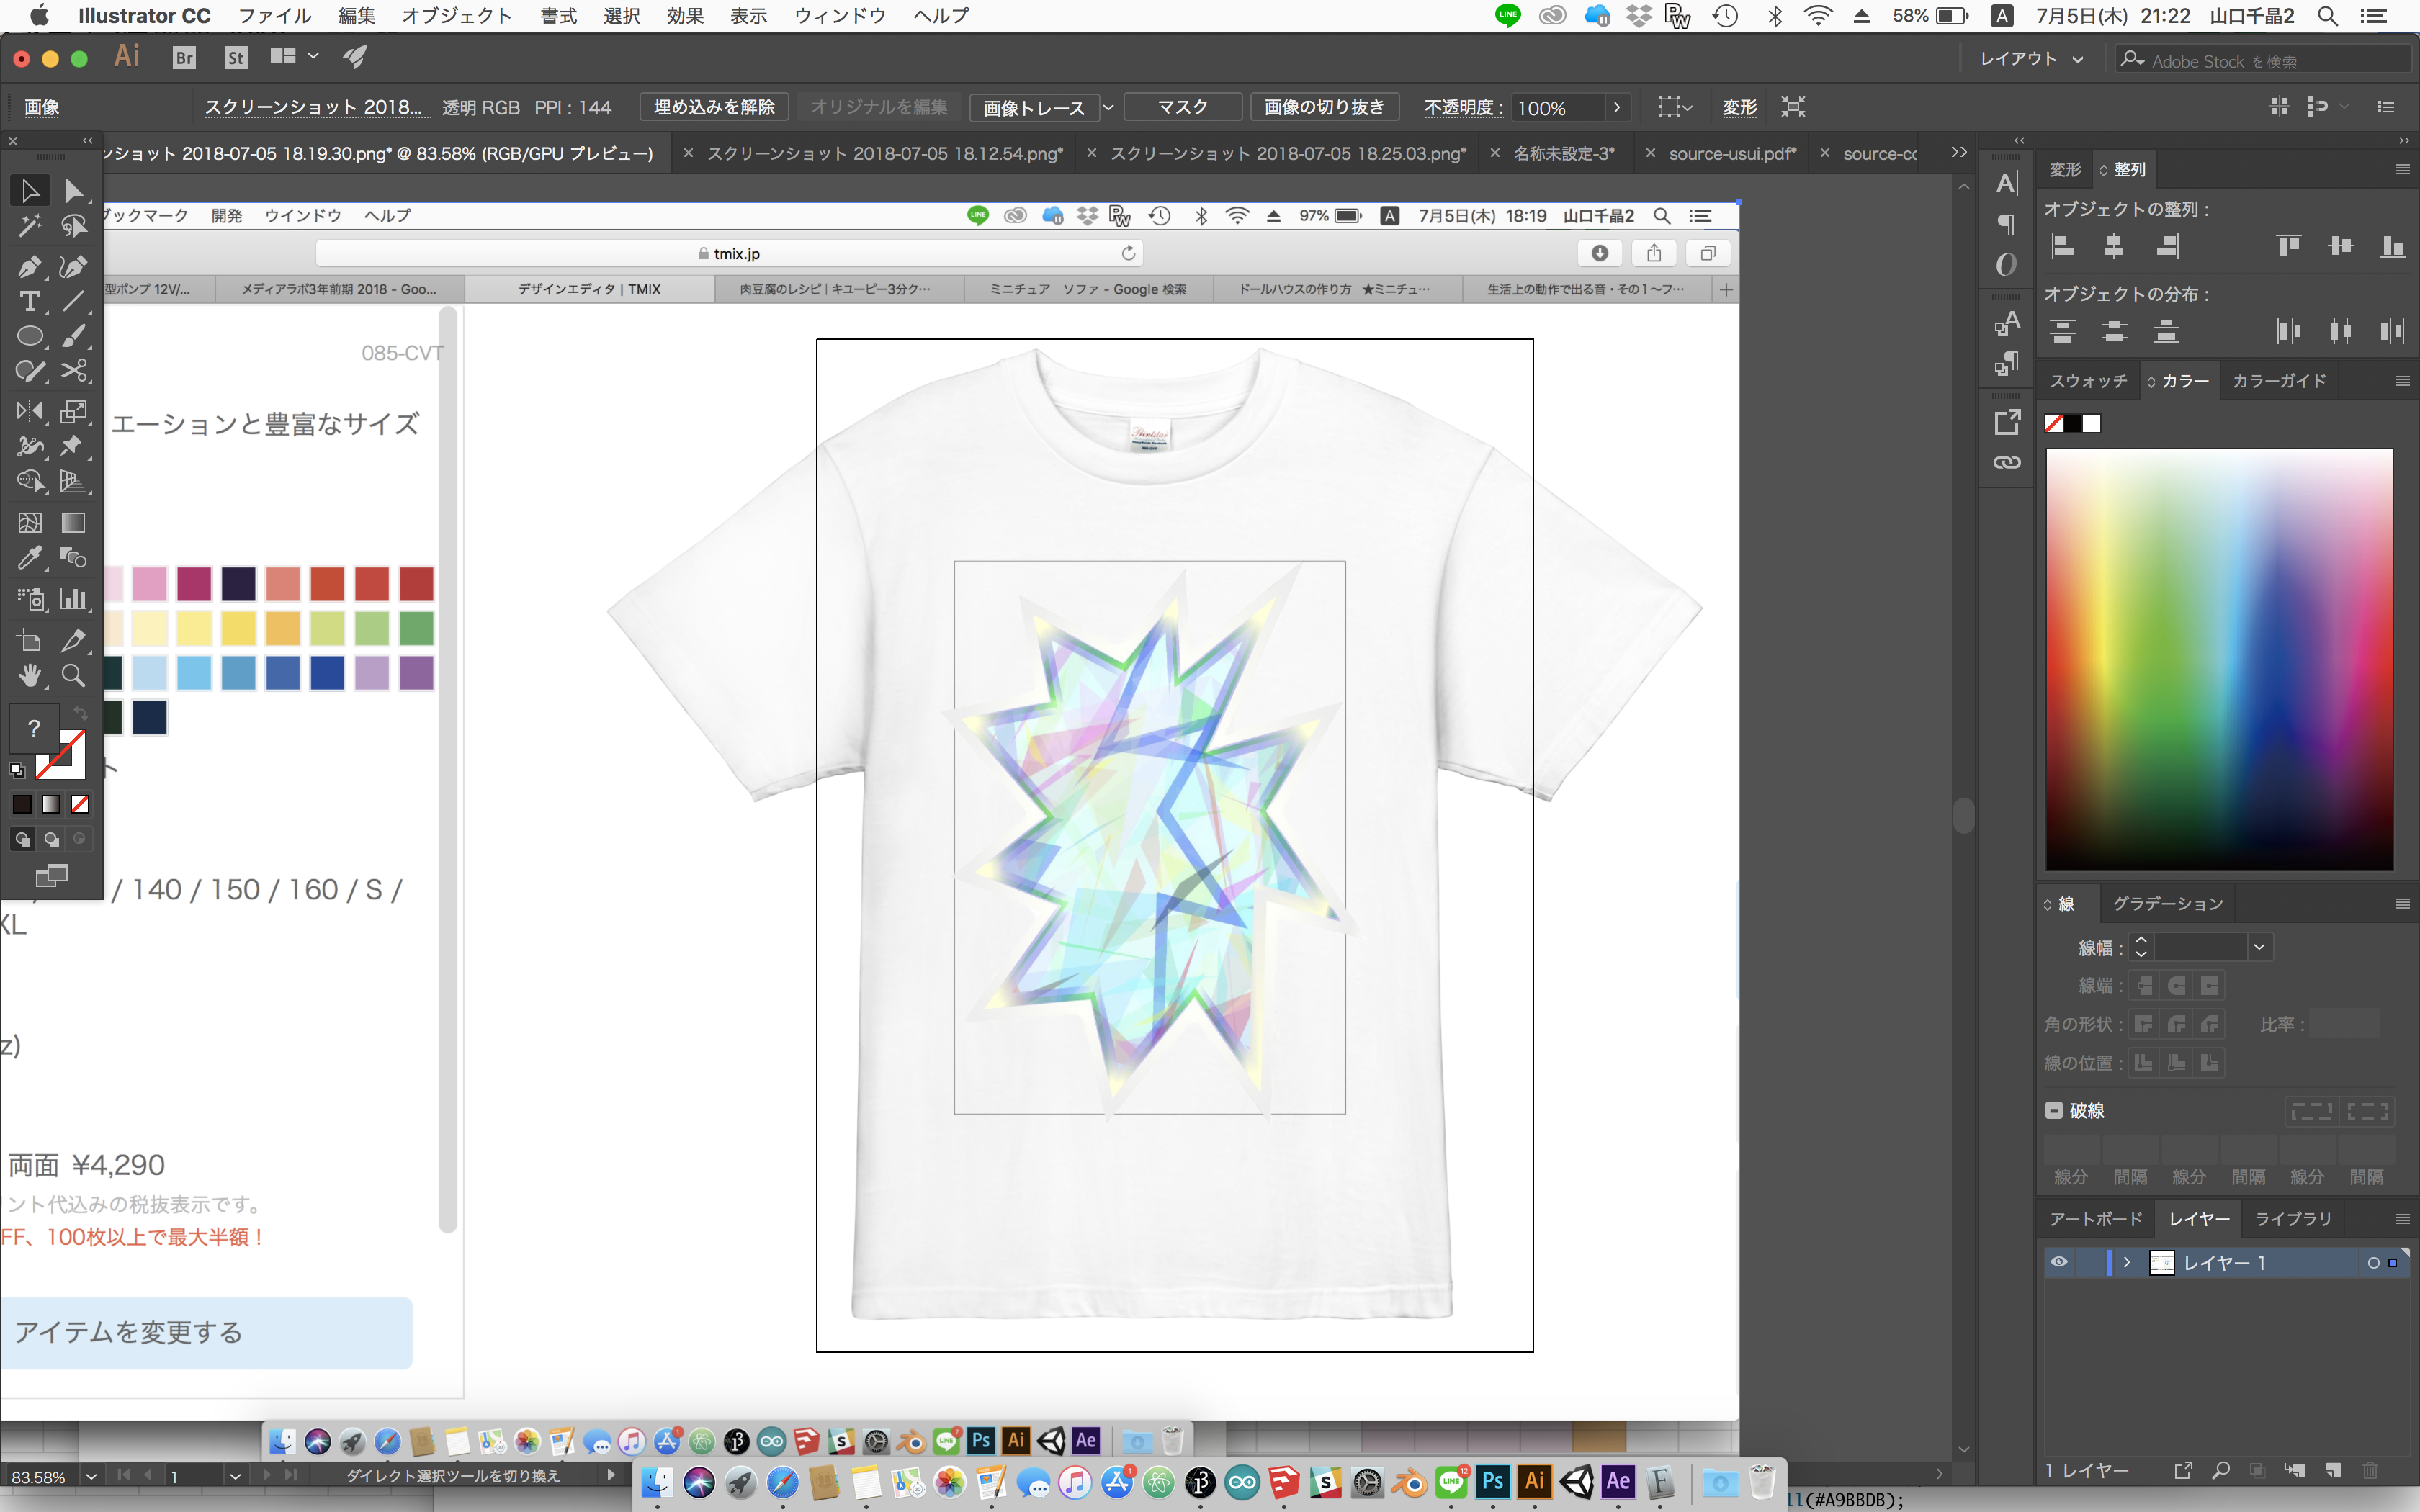 Illustrator CC ファイル 編集 オブジェクト 書式 選択 効果 表示 ウィンドウ ヘルプ
LINE 58% A 7月5日(木) 21:22 山口千晶2
Ai Br St
レイアウト
Adobe Stock を検索
画像 スクリーンショット 2018... 透明 RGB PPI : 144 埋め込みを解除 オリジナルを編集 画像トレース マスク 画像の切り抜き 不透明度 : 100% 変形
ンショット 2018-07-05 18.19.30.png* @ 83.58% (RGB/GPU プレビュー)
スクリーンショット 2018-07-05 18.12.54.png*
スクリーンショット 2018-07-05 18.25.03.png*
名称未設定-3*
source-usui.pdf*
source-cc
ブックマーク 開発 ウインドウ ヘルプ
LINE 97% A 7月5日(木) 18:19 山口千晶2
tmix.jp
型ポンプ 12V/...
メディアラボ3年前期 2018 - Goo...
デザインエディタ | TMIX
肉豆腐のレシピ | キユーピー3分ク...
ミニチュア ソファ - Google 検索
ドールハウスの作り方 ★ミニチュ...
生活上の動作で出る音・その1〜フ...
085-CVT
リエーションと豊富なサイズ
Printstar
ト
/ 140 / 150 / 160 / S /
XL
z)
両面 ¥4,290
ント代込みの税抜表示です。
FF、100枚以上で最大半額！
アイテムを変更する
変形 整列
オブジェクトの整列 :
オブジェクトの分布 :
スウォッチ カラー カラーガイド
線 グラデーション
線幅 :
線端 :
角の形状 : 比率 :
線の位置 :
破線
線分 間隔 線分 間隔 線分 間隔
アートボード レイヤー ライブラリ
レイヤー 1
1 レイヤー
Ps Ai Ae
83.58% 1 ダイレクト選択ツールを切り換え
LINE 12 Ps Ai Ae F
ll(#A9BBDB);